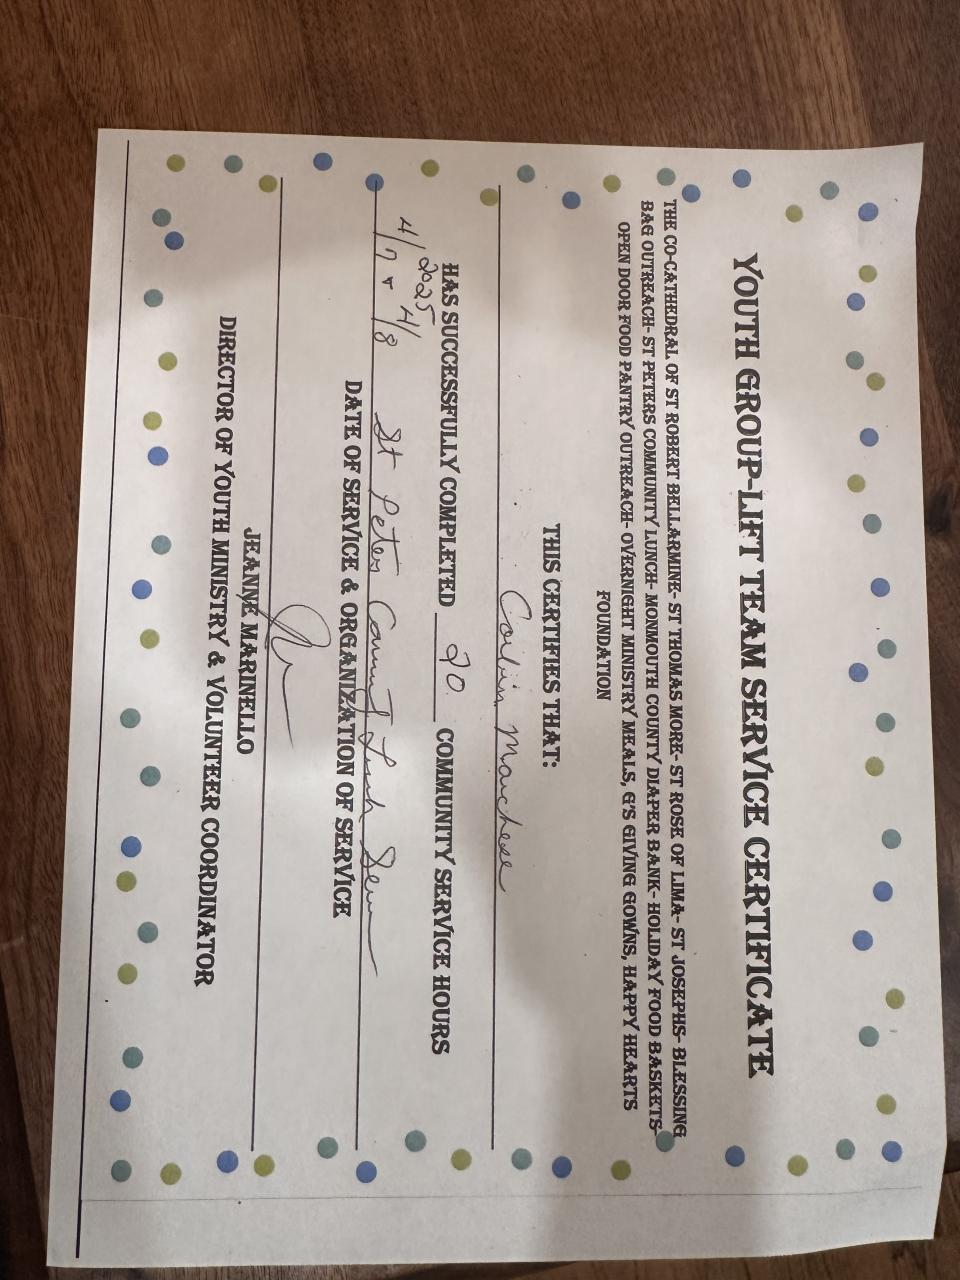 YOUTH GROUP-LIFT TEAM SERVICE CERTIFICATE
THE CO-CATHEDRAL OF ST ROBERT BELLARMINE- ST THOMAS MORE- ST ROSE OF LIMA- ST JOSEPHS- BLESSING
BAG OUTREACH- ST PETERS COMMUNITY LUNCH- MONMOUTH COUNTY DIAPER BANK- HOLIDAY FOOD BASKETS-
OPEN DOOR FOOD PANTRY OUTREACH- OVERNIGHT MINISTRY MEALS, G'S GIVING GOWNS, HAPPY HEARTS
FOUNDATION
THIS CERTIFIES THAT:
Collin Marchese
HAS SUCCESSFULLY COMPLETED 20 COMMUNITY SERVICE HOURS
2025
4/7 & 4/8 St Peters Lunch
DATE OF SERVICE & ORGANIZATION OF SERVICE
JEANNE MARINELLO
DIRECTOR OF YOUTH MINISTRY & VOLUNTEER COORDINATOR